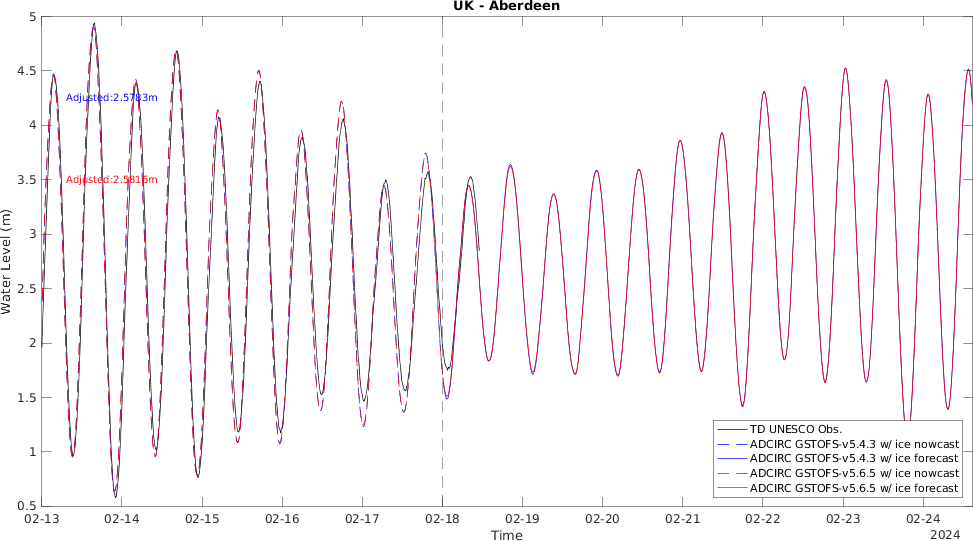 UK - Aberdeen
5
4.5
4
3.5
3
2.5
2
1.5
1
0.5
Water Level (m)
Adjusted:2.5783m
Adjusted:2.5816m
TD UNESCO Obs.
ADCIRC GSTOFS-v5.4.3 w/ ice nowcast
ADCIRC GSTOFS-v5.4.3 w/ ice forecast
ADCIRC GSTOFS-v5.6.5 w/ ice nowcast
ADCIRC GSTOFS-v5.6.5 w/ ice forecast
02-13 02-14 02-15 02-16 02-17 02-18 02-19 02-20 02-21 02-22 02-23 02-24
Time
2024